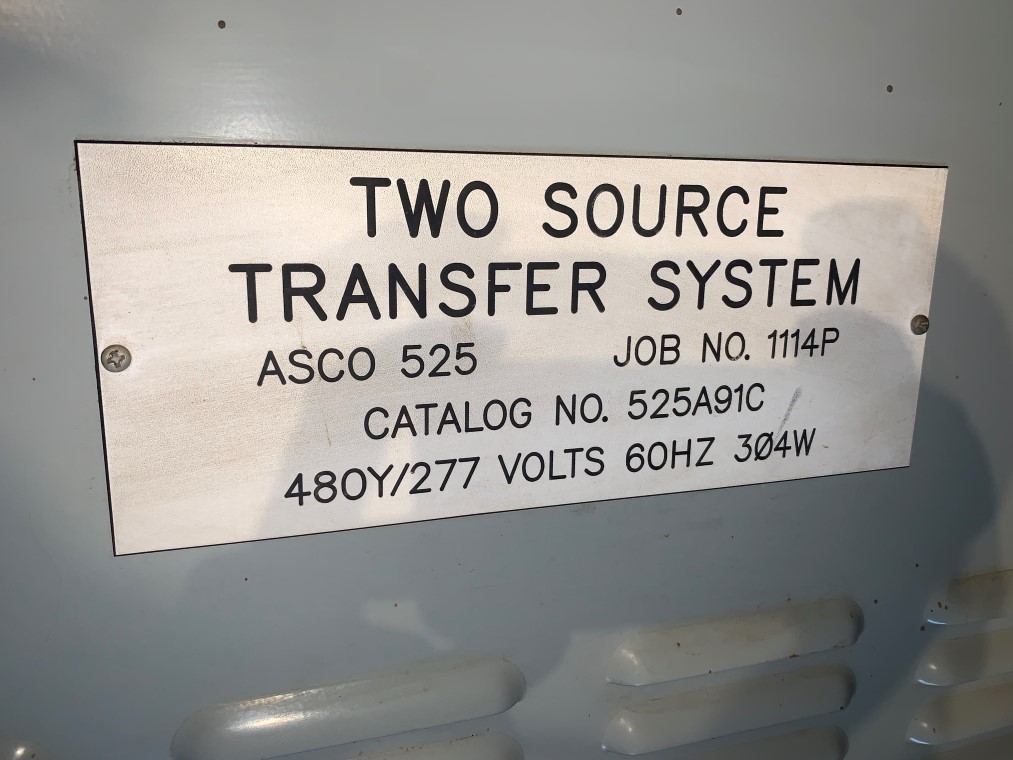 TWO SOURCE
TRANSFER SYSTEM
ASCO 525 JOB NO. 1114P
CATALOG NO. 525A91C
480Y/277 VOLTS 60HZ 3Ø4W